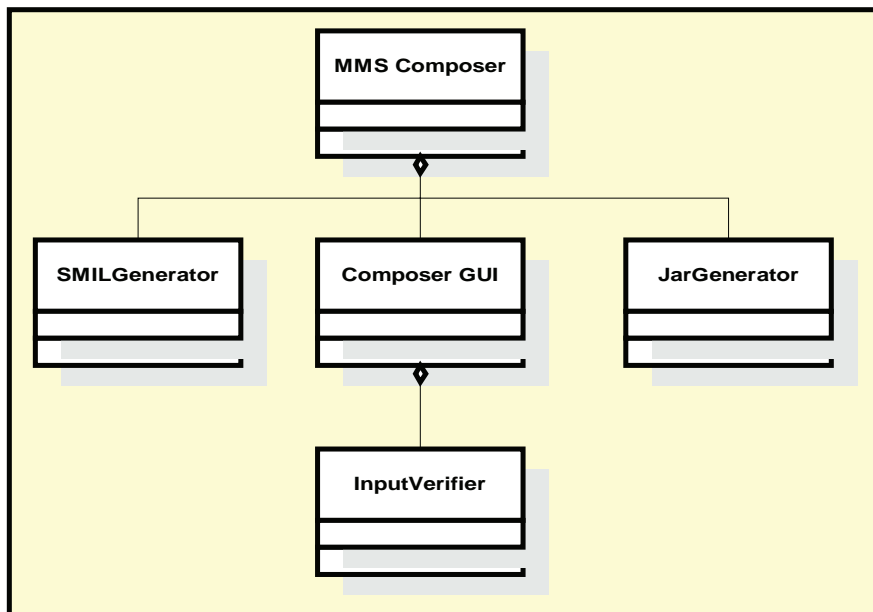 MMS Composer
SMILGenerator
Composer GUI
JarGenerator
InputVerifier